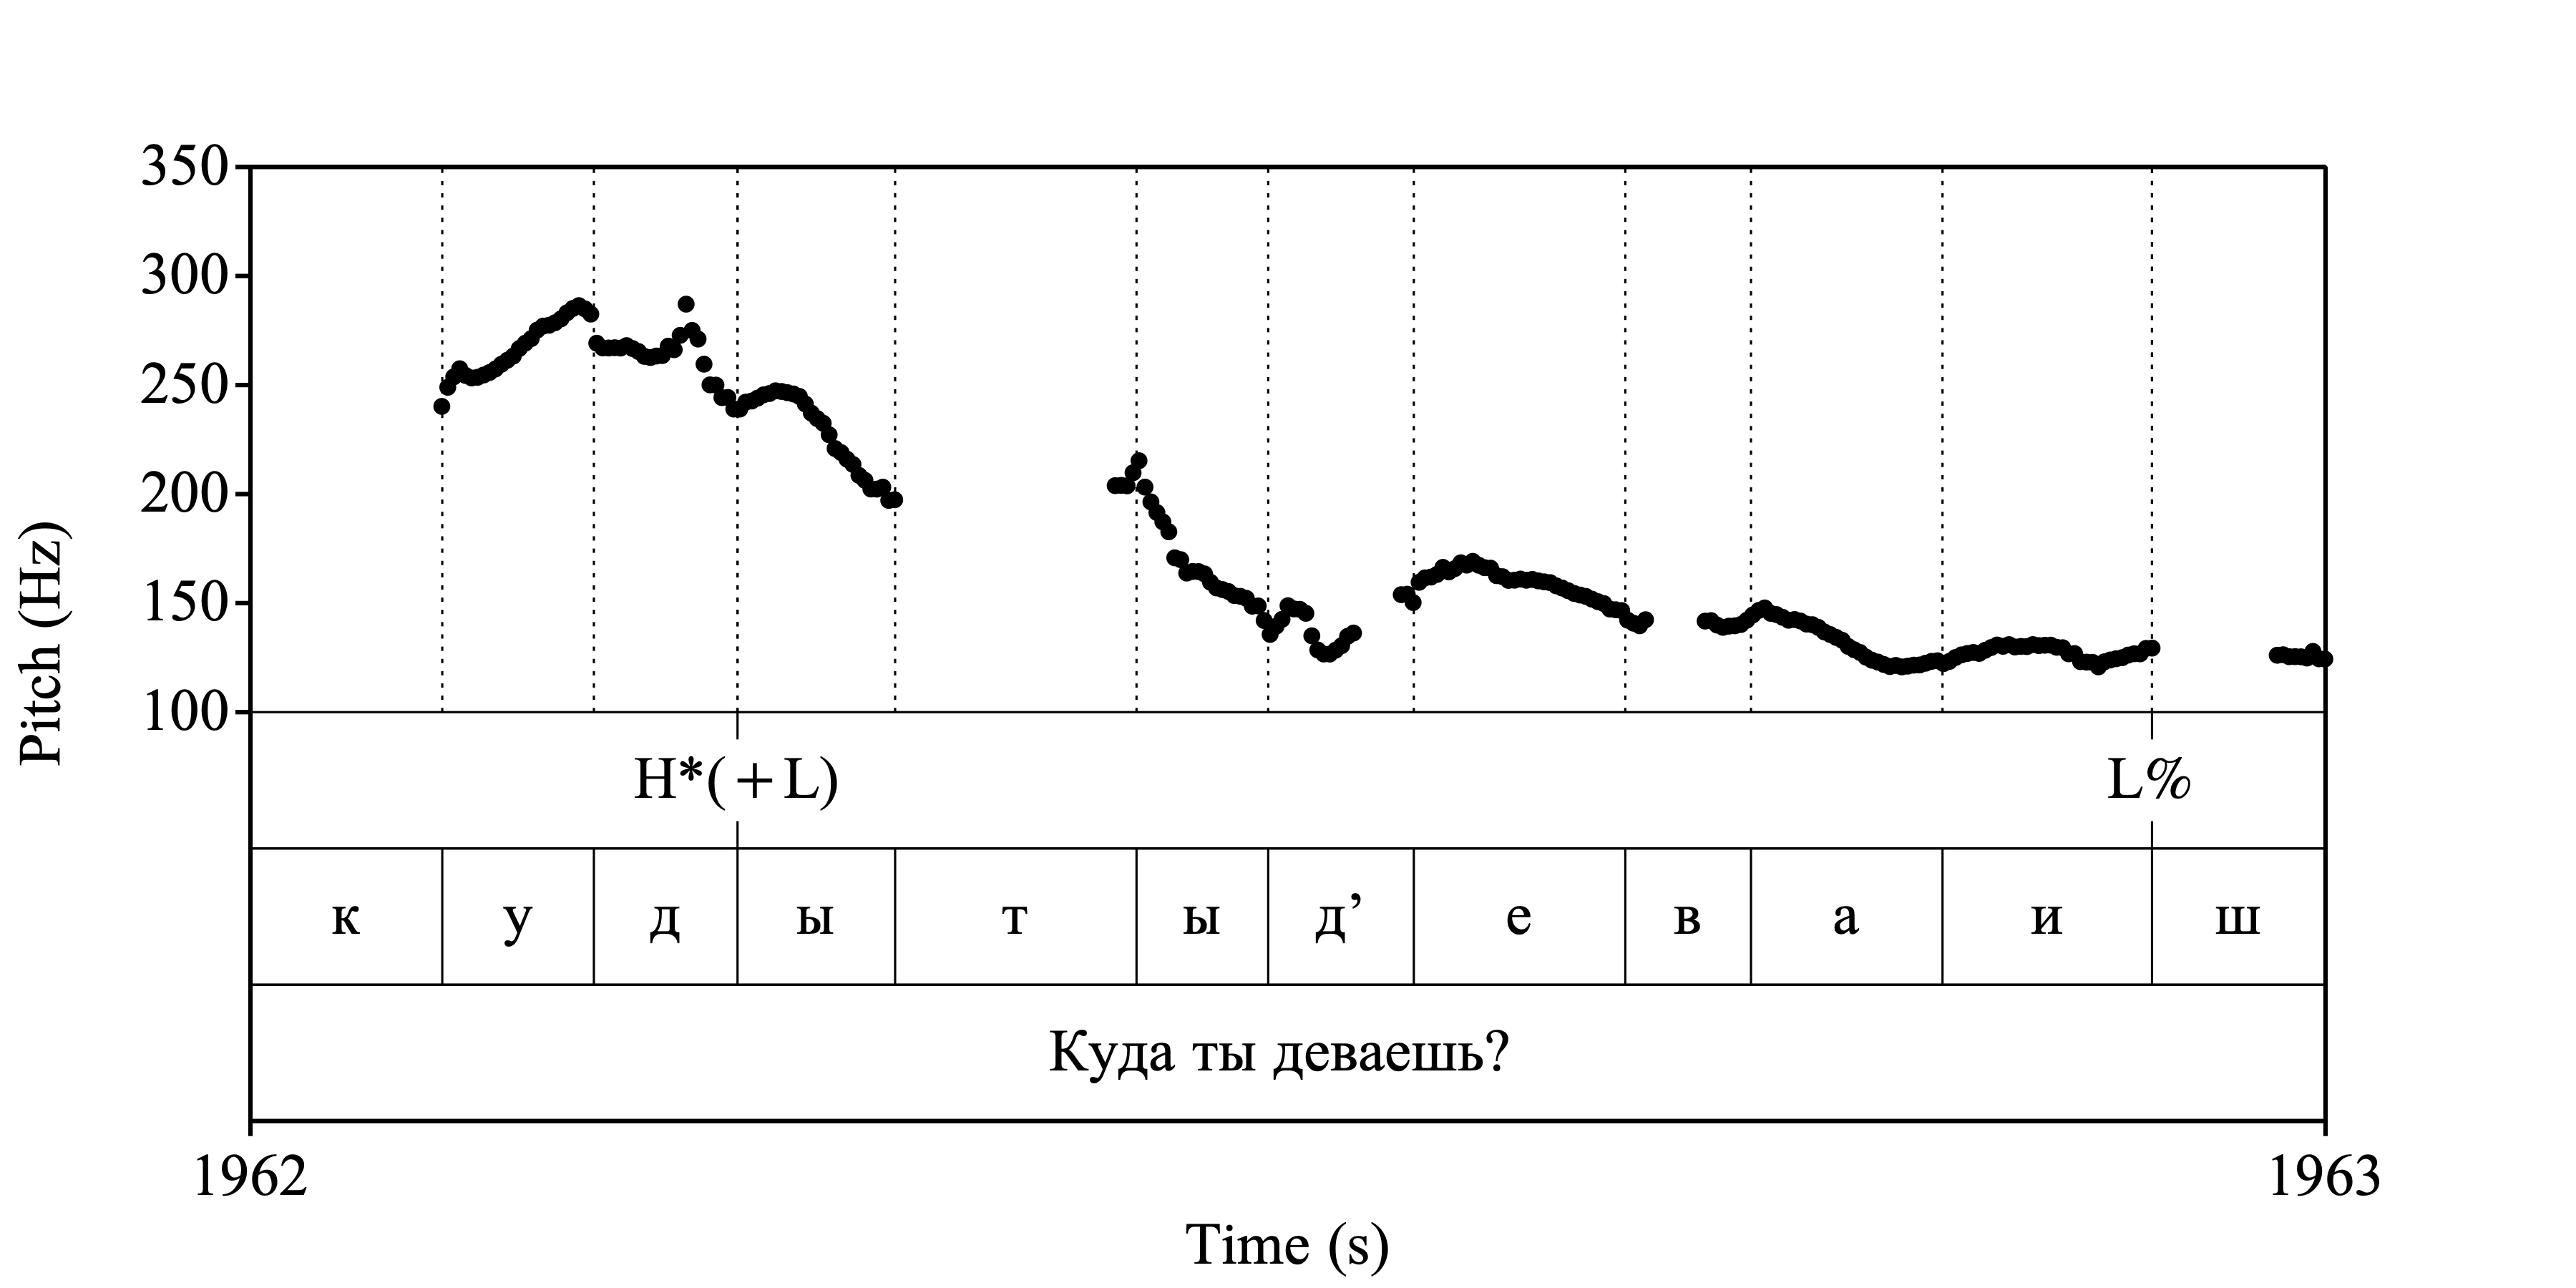 350
300
250
200
150
100
Pitch (Hz)
H*(+L) L%
к у д ы т ы д’ е в а и ш
Куда ты деваешь?
1962 1963
Time (s)